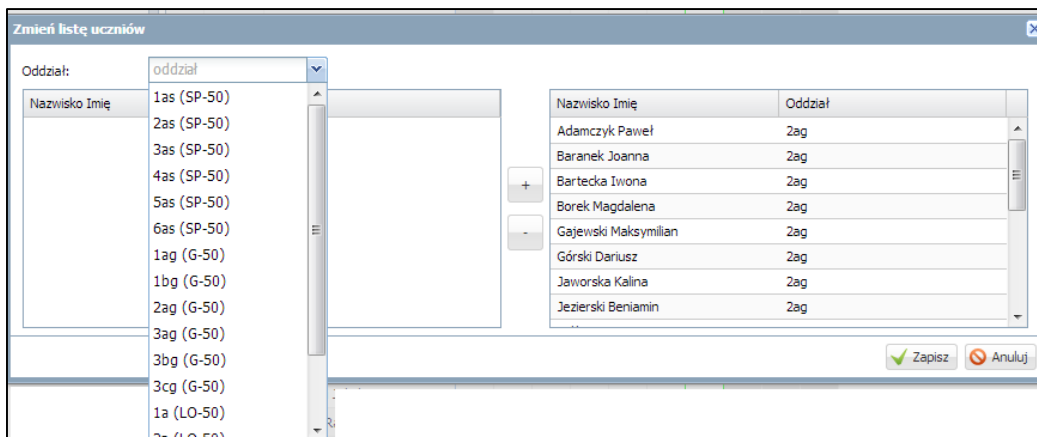 Zmień listę uczniów
Oddział: oddział
Nazwisko Imię
1as (SP-50)
2as (SP-50)
3as (SP-50)
4as (SP-50)
5as (SP-50)
6as (SP-50)
1ag (G-50)
1bg (G-50)
2ag (G-50)
3ag (G-50)
3bg (G-50)
3cg (G-50)
1a (LO-50)
+
-
Nazwisko Imię Oddział
Adamczyk Paweł 2ag
Baranek Joanna 2ag
Bartecka Iwona 2ag
Borek Magdalena 2ag
Gajewski Maksymilian 2ag
Górski Dariusz 2ag
Jaworska Kalina 2ag
Jezierski Beniamin 2ag
Zapisz Anuluj